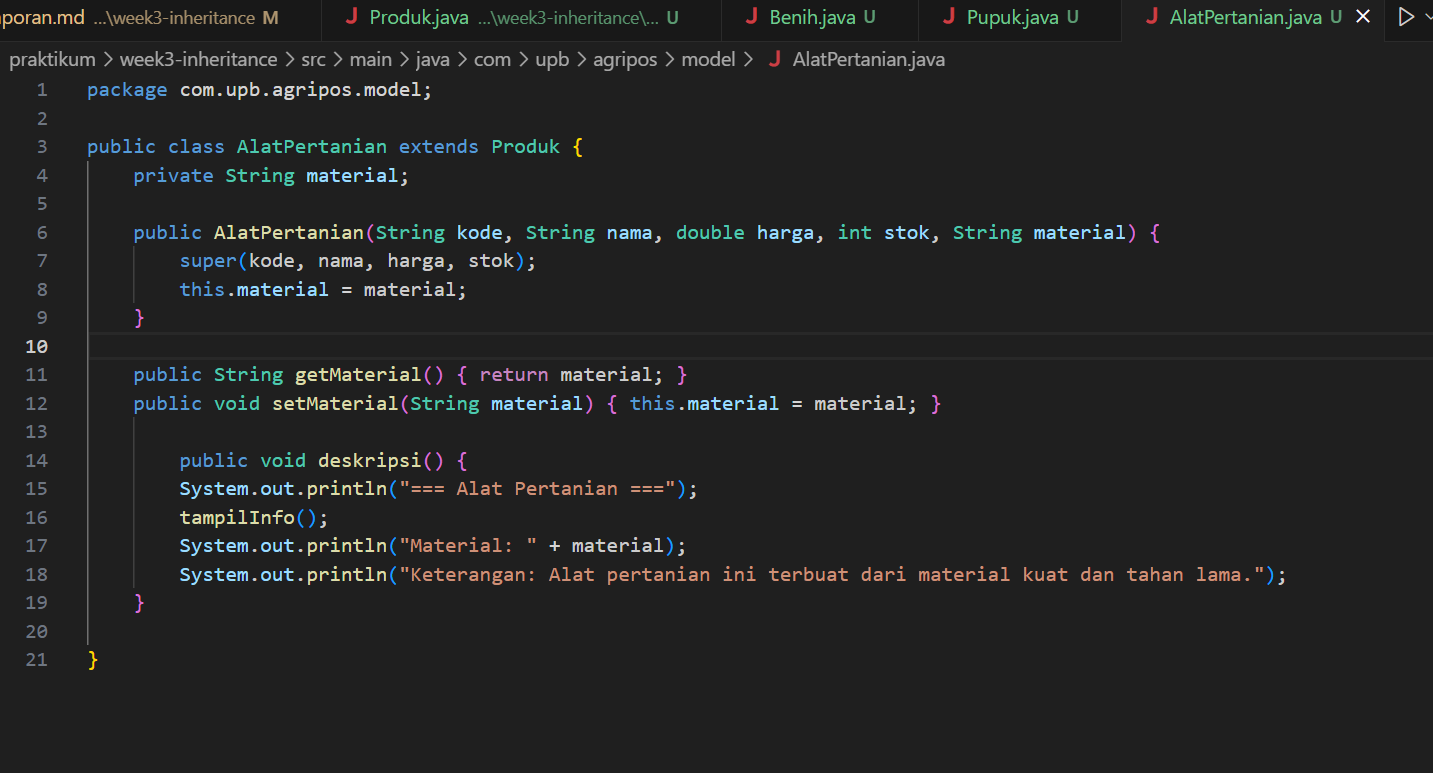 poran.md ...\week3-inheritance M J Produk.java ...\week3-inheritance\... U J Benih.java U J Pupuk.java U J AlatPertanian.java U
praktikum > week3-inheritance > src > main > java > com > upb > agripos > model > J AlatPertanian.java
1 package com.upb.agripos.model;
2
3 public class AlatPertanian extends Produk {
4     private String material;
5
6     public AlatPertanian(String kode, String nama, double harga, int stok, String material) {
7         super(kode, nama, harga, stok);
8         this.material = material;
9     }
10
11     public String getMaterial() { return material; }
12     public void setMaterial(String material) { this.material = material; }
13
14         public void deskripsi() {
15         System.out.println("=== Alat Pertanian ===");
16         tampilInfo();
17         System.out.println("Material: " + material);
18         System.out.println("Keterangan: Alat pertanian ini terbuat dari material kuat dan tahan lama.");
19     }
20
21 }